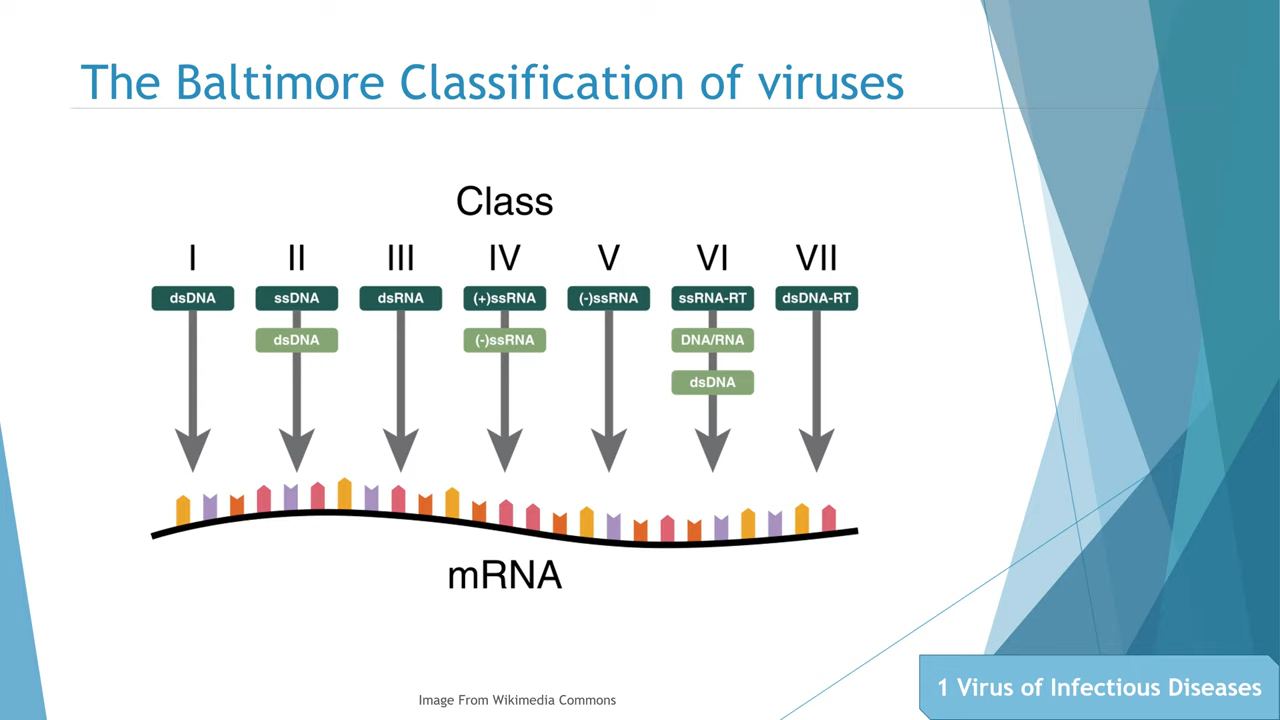 The Baltimore Classification of viruses
Class
I II III IV V VI VII
dsDNA ssDNA dsRNA (+)ssRNA (-)ssRNA ssRNA-RT dsDNA-RT
dsDNA (-)ssRNA DNA/RNA
dsDNA
mRNA
Image From Wikimedia Commons
1 Virus of Infectious Diseases